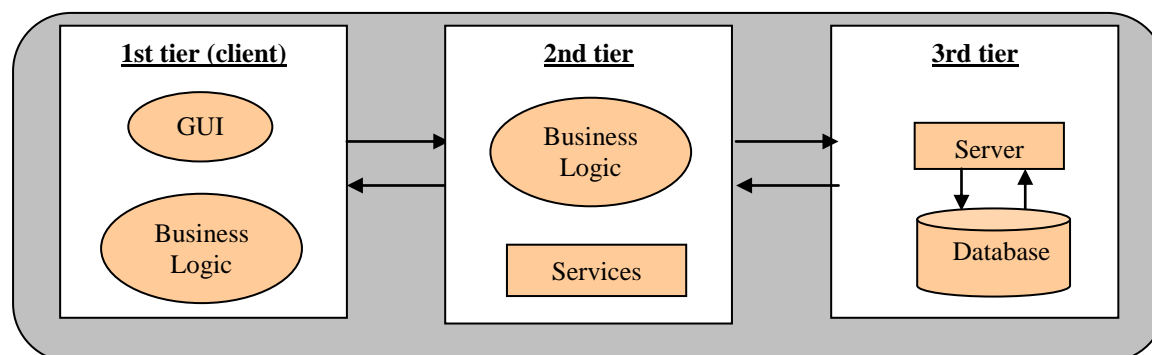 1st tier (client)
GUI
Business
Logic
2nd tier
Business
Logic
Services
3rd tier
Server
Database